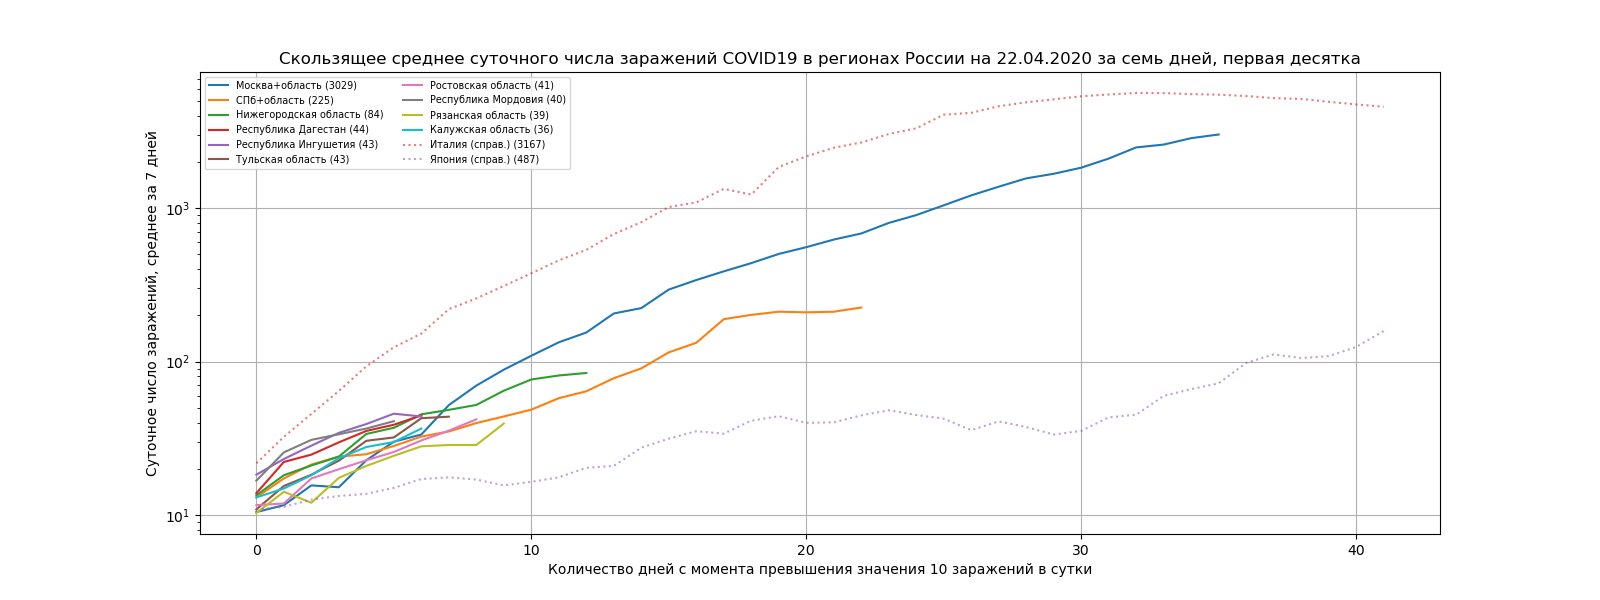 Скользящее среднее суточного числа заражений COVID19 в регионах России на 22.04.2020 за семь дней, первая десятка
Москва+область (3029)
СПб+область (225)
Нижегородская область (84)
Республика Дагестан (44)
Республика Ингушетия (43)
Тульская область (43)
Ростовская область (41)
Республика Мордовия (40)
Рязанская область (39)
Калужская область (36)
Италия (справ.) (3167)
Япония (справ.) (487)
Суточное число заражений, среднее за 7 дней
10³
10²
10¹
0 10 20 30 40
Количество дней с момента превышения значения 10 заражений в сутки